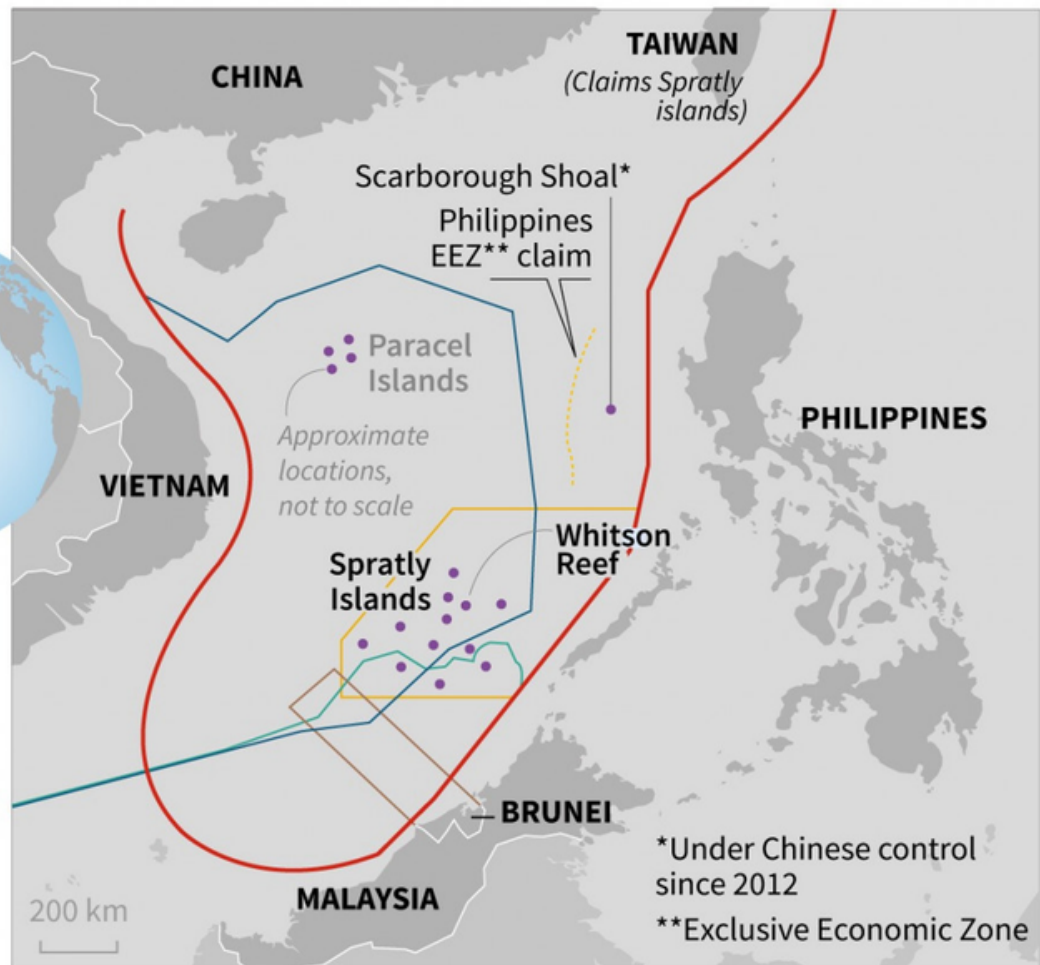 TAIWAN
CHINA
(Claims Spratly
islands)
Scarborough Shoal*
Philippines
EEZ** claim
Paracel
Islands
PHILIPPINES
Approximate
locations,
not to scale
VIETNAM
Whitson
Reef
Spratly
Islands
BRUNEI
MALAYSIA
*Under Chinese control
since 2012
**Exclusive Economic Zone
200 km